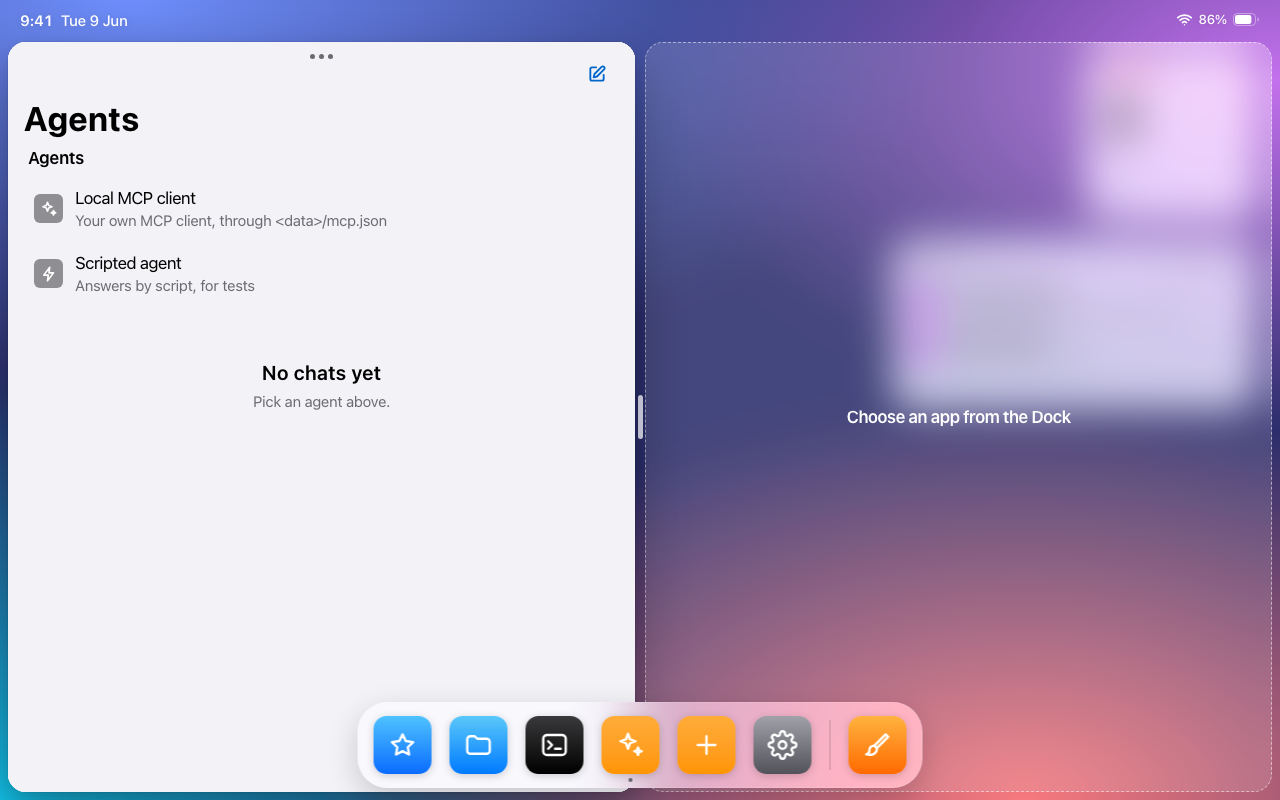 9:41 Tue 9 Jun
86%
Agents
Agents
Local MCP client
Your own MCP client, through <data>/mcp.json
Scripted agent
Answers by script, for tests
No chats yet
Pick an agent above.
Choose an app from the Dock